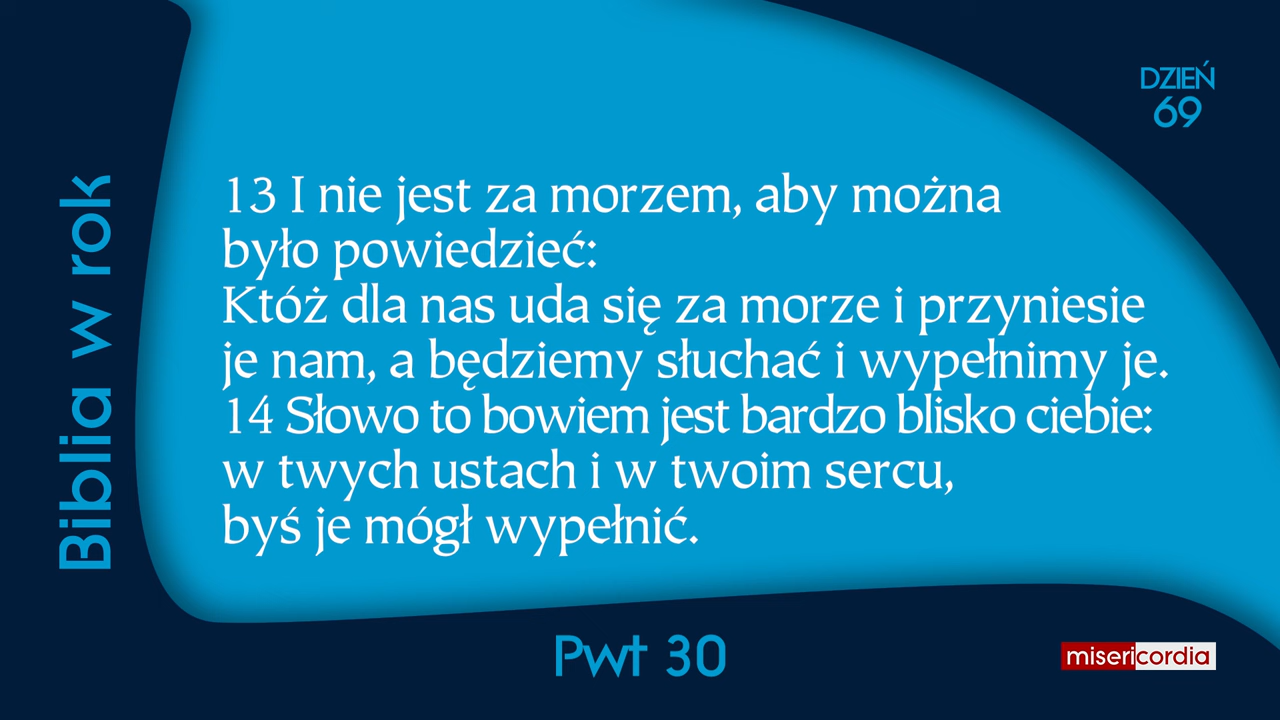 DZIEŃ
69
Biblia w rok
13 I nie jest za morzem, aby można
było powiedzieć:
Któż dla nas uda się za morze i przyniesie
je nam, a będziemy słuchać i wypełnimy je.
14 Słowo to bowiem jest bardzo blisko ciebie:
w twych ustach i w twoim sercu,
byś je mógł wypełnić.
Pwt 30
misericordia